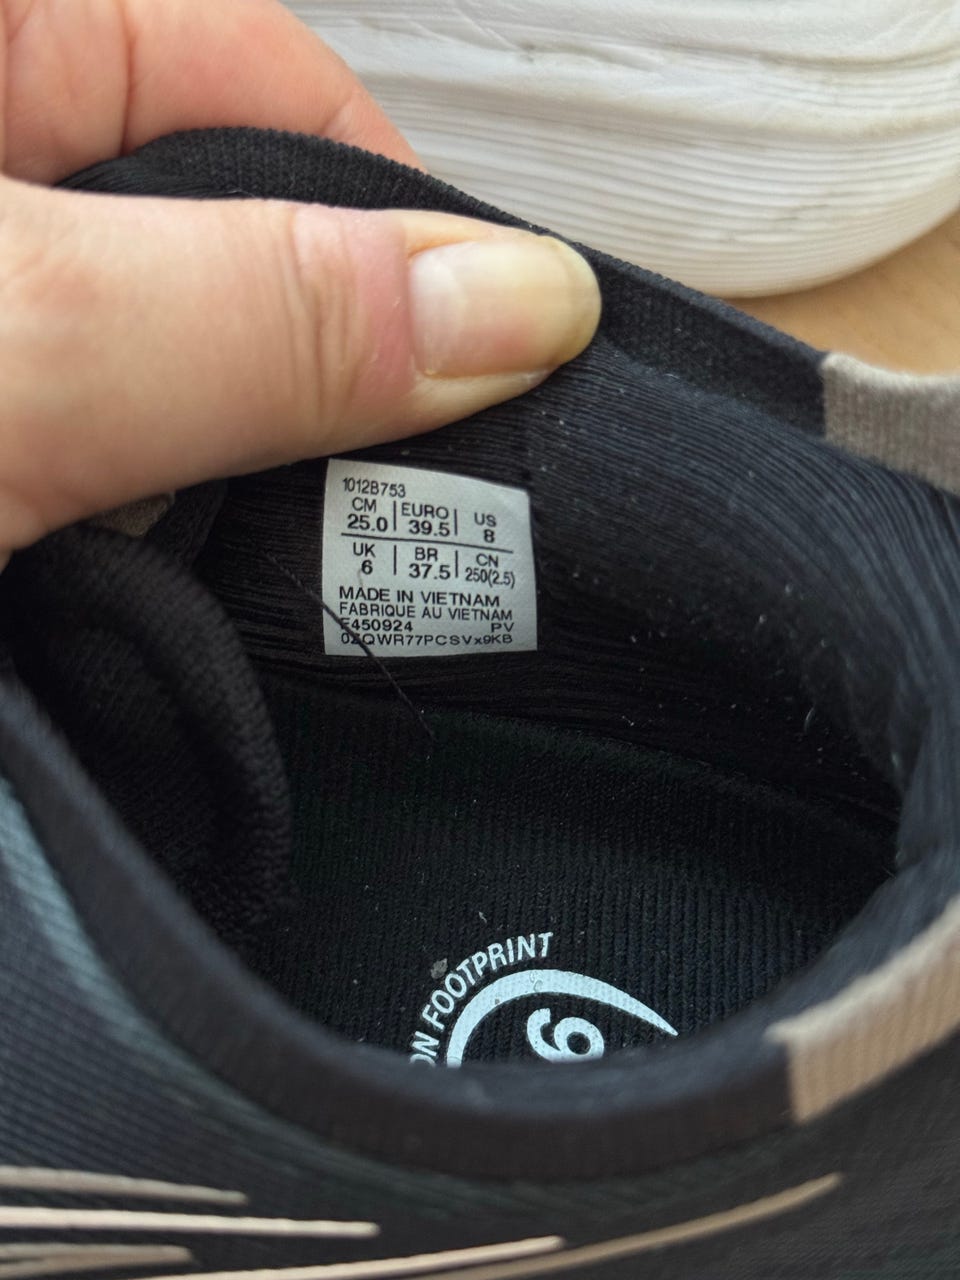 1012B753
CM | EURO | US
25.0 | 39.5 | 8
UK | BR | CN
6 | 37.5 | 250(2.5)
MADE IN VIETNAM
FABRIQUE AU VIETNAM
E450924 PV
FOOTPRINT